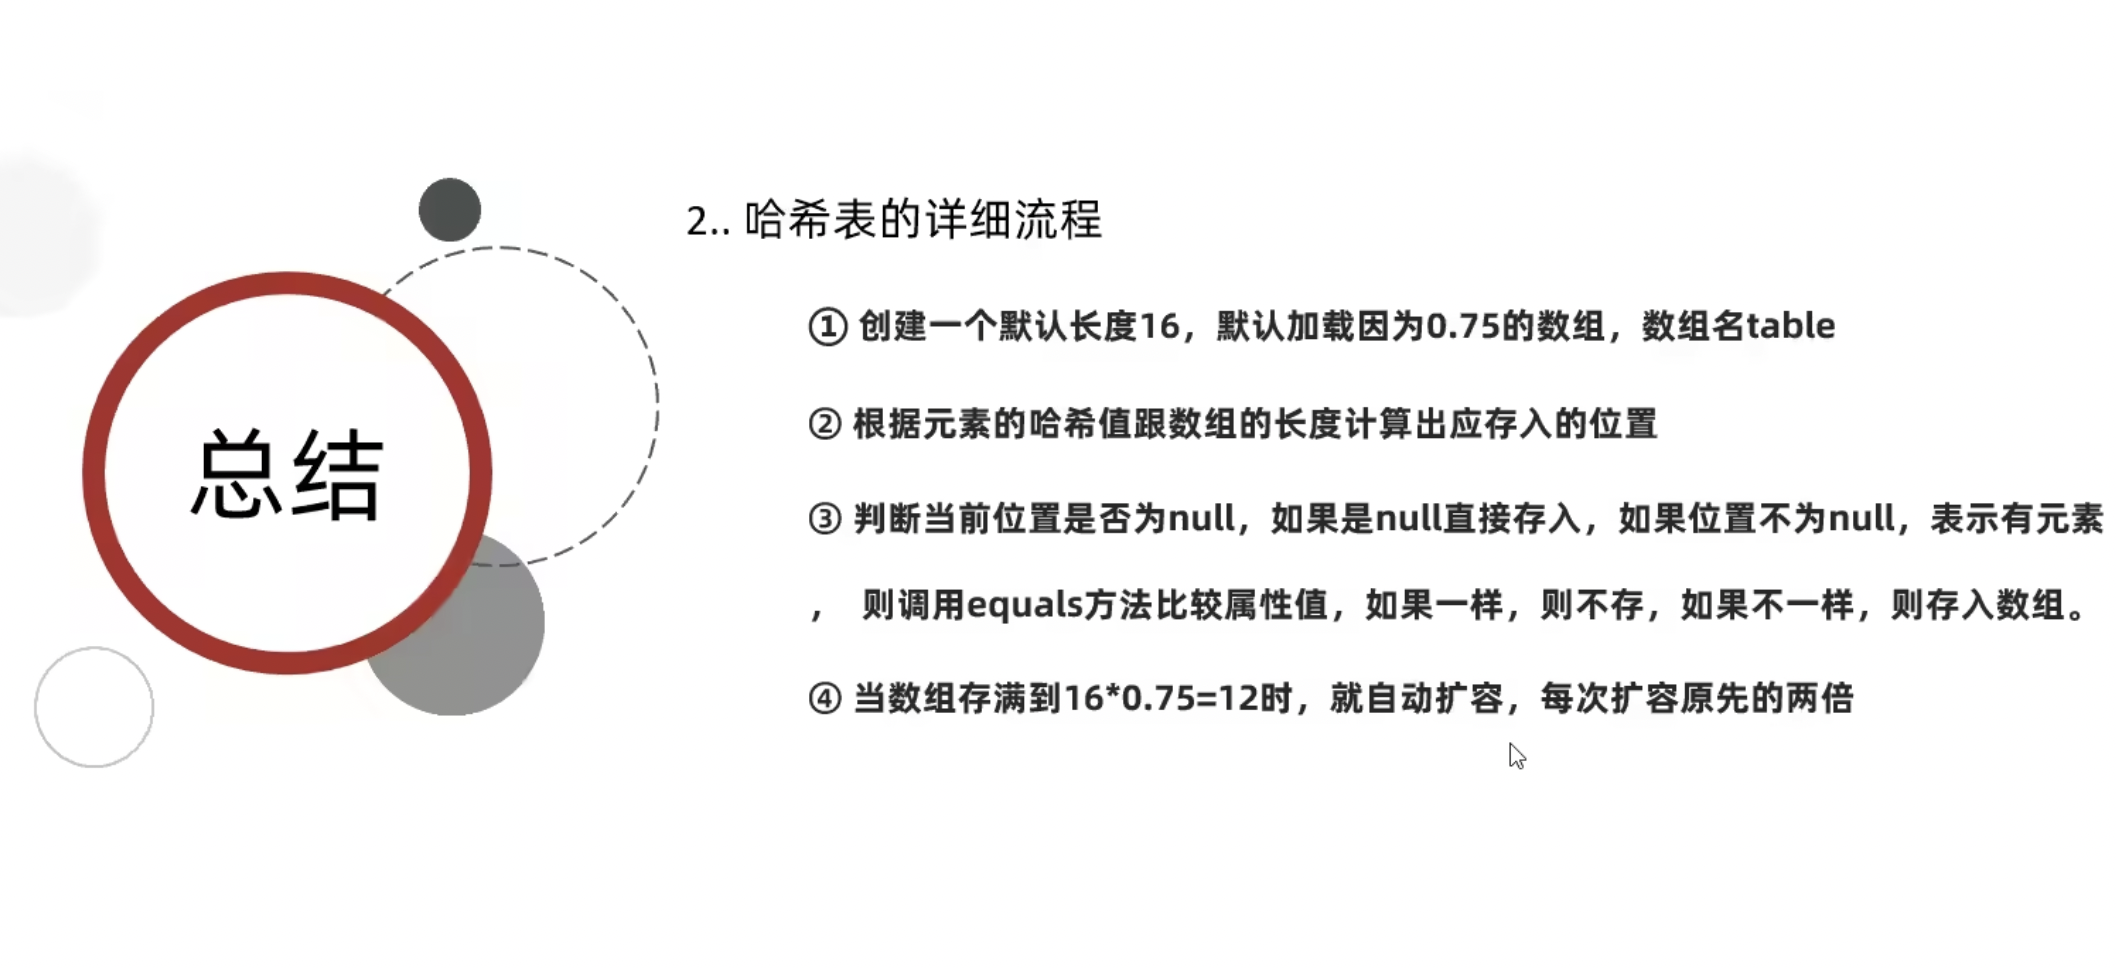 总结
2.. 哈希表的详细流程
① 创建一个默认长度16，默认加载因为0.75的数组，数组名table
② 根据元素的哈希值跟数组的长度计算出应存入的位置
③ 判断当前位置是否为null，如果是null直接存入，如果位置不为null，表示有元素
， 则调用equals方法比较属性值，如果一样，则不存，如果不一样，则存入数组。
④ 当数组存满到16*0.75=12时，就自动扩容，每次扩容原先的两倍